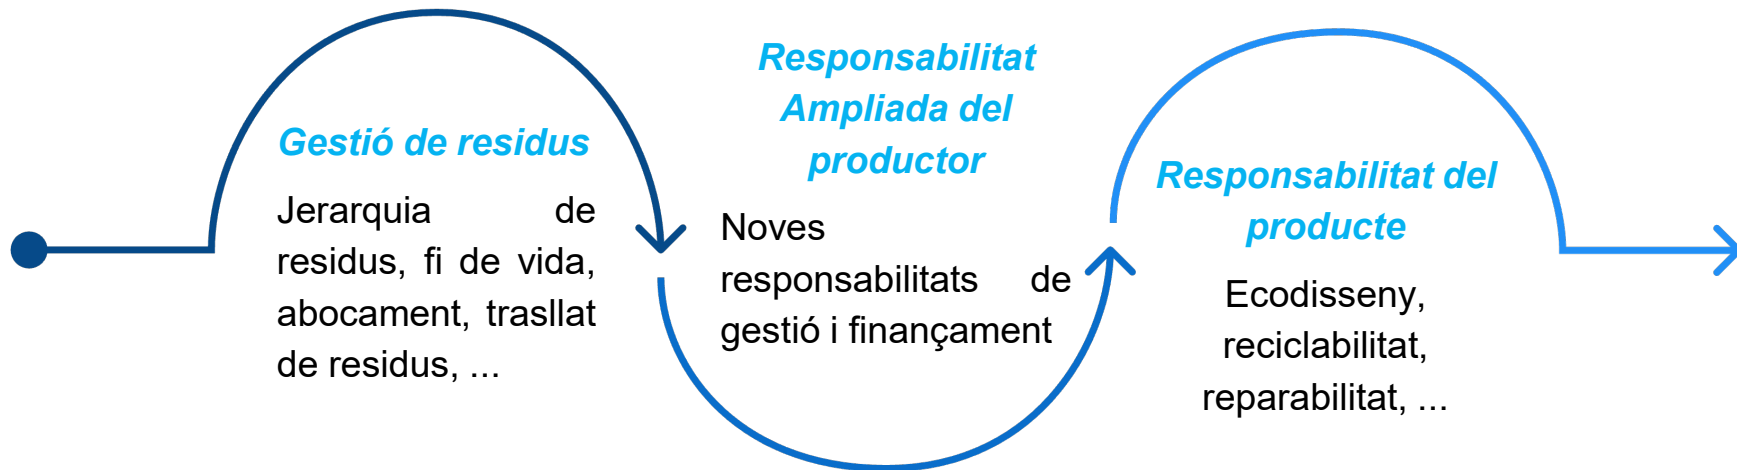 Gestió de residus
Jerarquia de
residus, fi de vida,
abocament, trasllat
de residus, ...
Responsabilitat
Ampliada del
productor
Noves
responsabilitats de
gestió i finançament
Responsabilitat del
producte
Ecodisseny,
reciclabilitat,
reparabilitat, ...